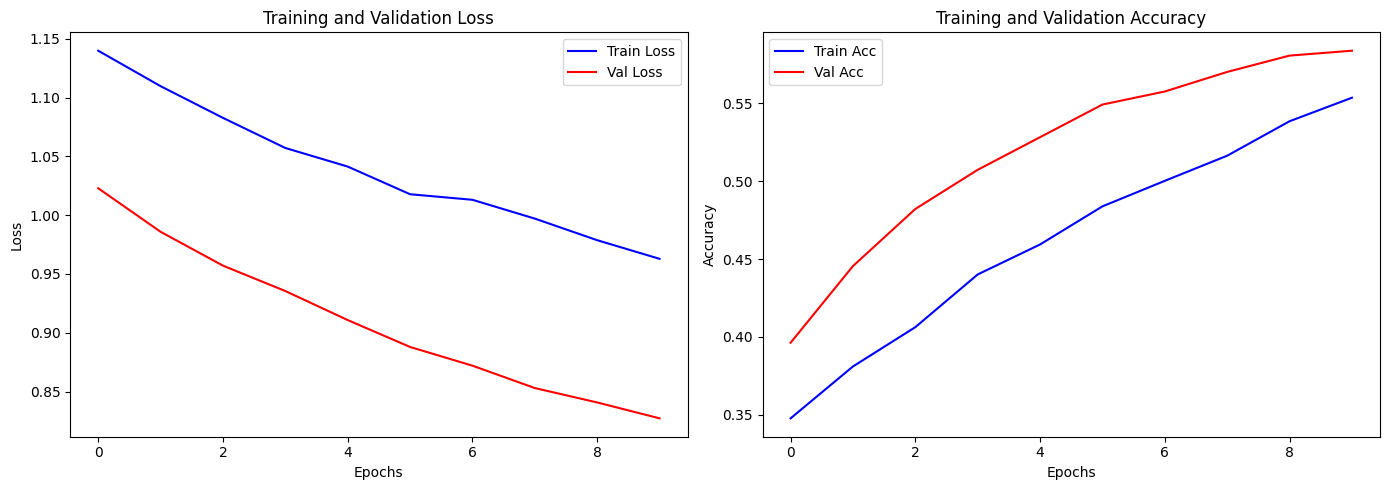 Training and Validation Loss
1.15
1.10
1.05
1.00
0.95
0.90
0.85
Loss
Train Loss
Val Loss
0 2 4 6 8
Epochs
Training and Validation Accuracy
Train Acc
Val Acc
0.55
0.50
0.45
0.40
0.35
Accuracy
0 2 4 6 8
Epochs